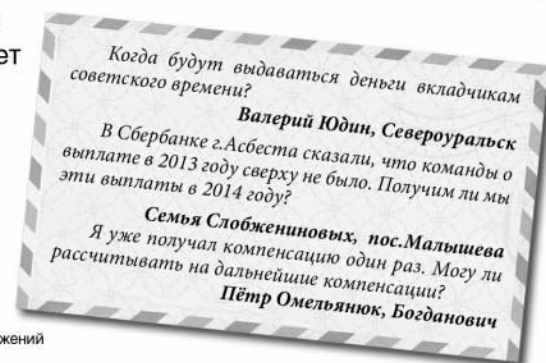 ет
Когда будут выдаваться деньги вкладчикам
советского времени?
Валерий Юдин, Североуральск
В Сбербанке г.Асбеста сказали, что команды о
выплате в 2013 году сверху не было. Получим ли мы
эти выплаты в 2014 году?
Семья Слобжениновых, пос.Малышева
Я уже получал компенсацию один раз. Могу ли
рассчитывать на дальнейшие компенсации?
Пётр Омельянюк, Богданович
жений